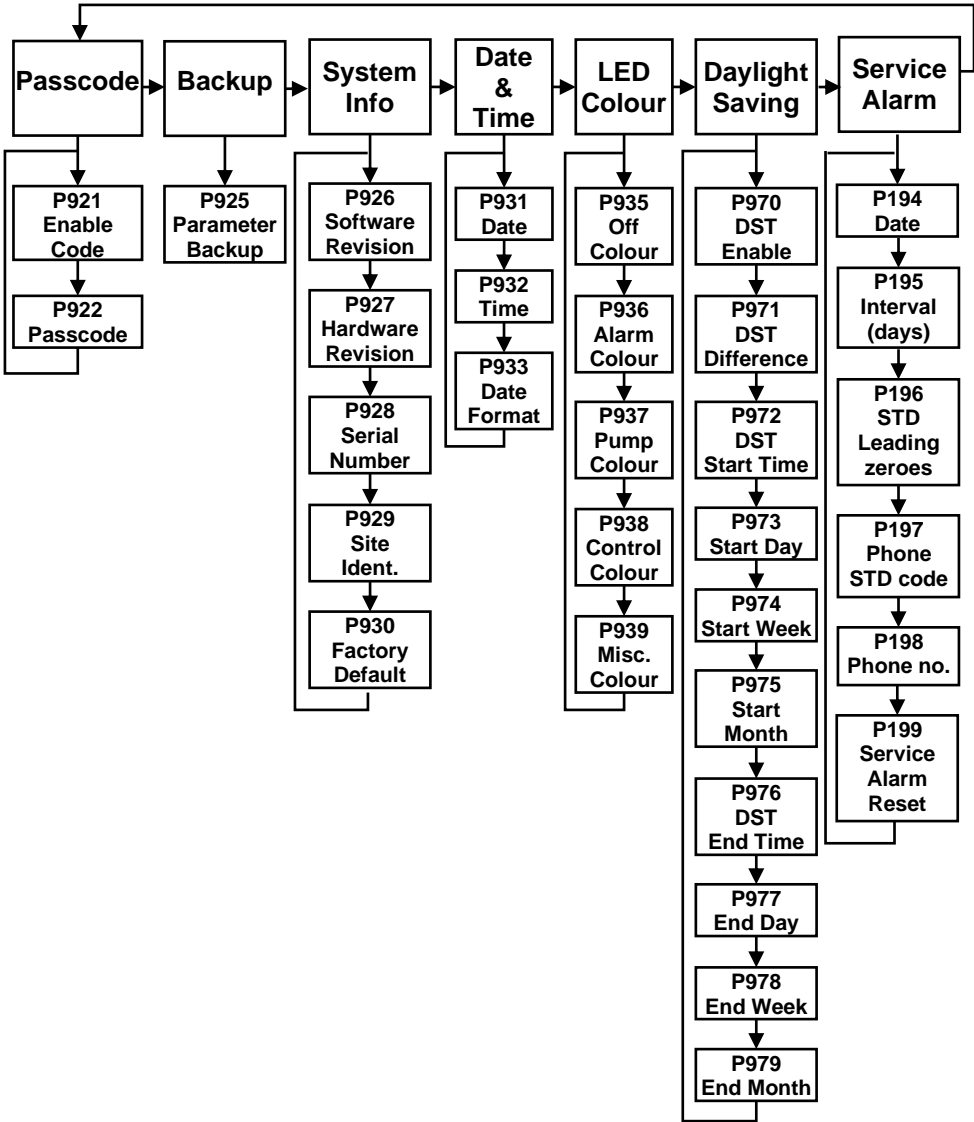 Passcode
Backup
System
Info
Date
&
Time
LED
Colour
Daylight
Saving
Service
Alarm
P921
Enable
Code
P922
Passcode
P925
Parameter
Backup
P926
Software
Revision
P927
Hardware
Revision
P928
Serial
Number
P929
Site
Ident.
P930
Factory
Default
P931
Date
P932
Time
P933
Date
Format
P935
Off
Colour
P936
Alarm
Colour
P937
Pump
Colour
P938
Control
Colour
P939
Misc.
Colour
P970
DST
Enable
P971
DST
Difference
P972
DST
Start Time
P973
Start Day
P974
Start Week
P975
Start
Month
P976
DST
End Time
P977
End Day
P978
End Week
P979
End Month
P194
Date
P195
Interval
(days)
P196
STD
Leading
zeroes
P197
Phone
STD code
P198
Phone no.
P199
Service
Alarm
Reset